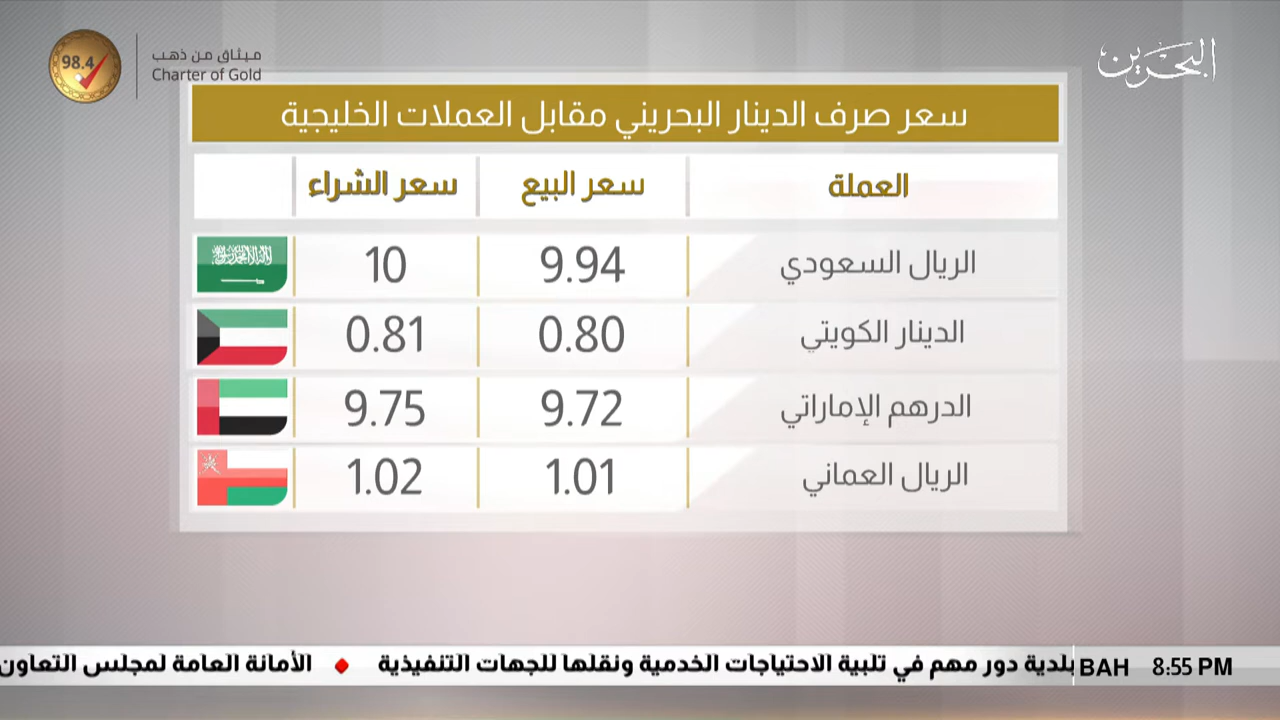 98.4
ميثاق من ذهب
Charter of Gold
البحرين
سعر صرف الدينار البحريني مقابل العملات الخليجية
العملة سعر البيع سعر الشراء
الريال السعودي 9.94 10
الدينار الكويتي 0.80 0.81
الدرهم الإماراتي 9.72 9.75
الريال العماني 1.01 1.02
بلدية دور مهم في تلبية الاحتياجات الخدمية ونقلها للجهات التنفيذية ♦ الأمانة العامة لمجلس التعاون
BAH 8:55 PM